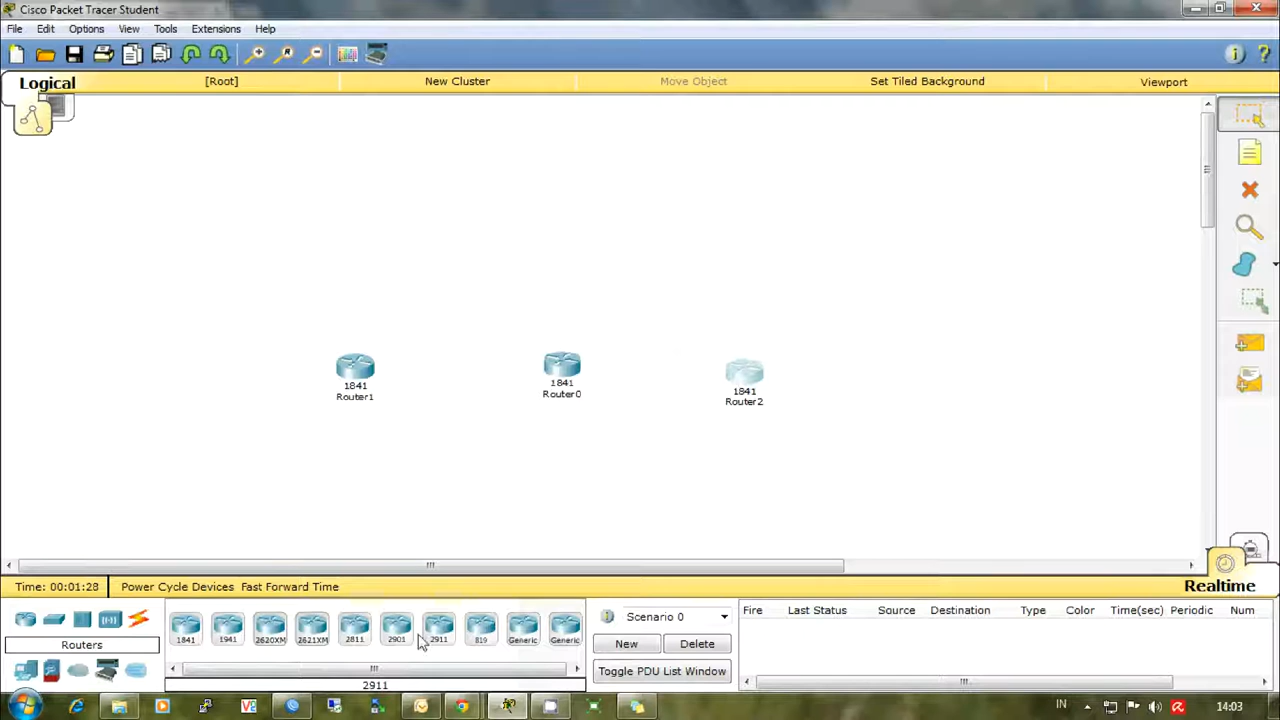 Cisco Packet Tracer Student
File Edit Options View Tools Extensions Help
Logical [Root] New Cluster Move Object Set Tiled Background Viewport
1841
Router1
1841
Router0
1841
Router2
Time: 00:01:28 Power Cycle Devices Fast Forward Time Realtime
Routers
1841 1941 2620XM 2621XM 2811 2901 2911 819 Generic Generic
2911
Scenario 0
New Delete
Toggle PDU List Window
Fire Last Status Source Destination Type Color Time(sec) Periodic Num
IN 14:03